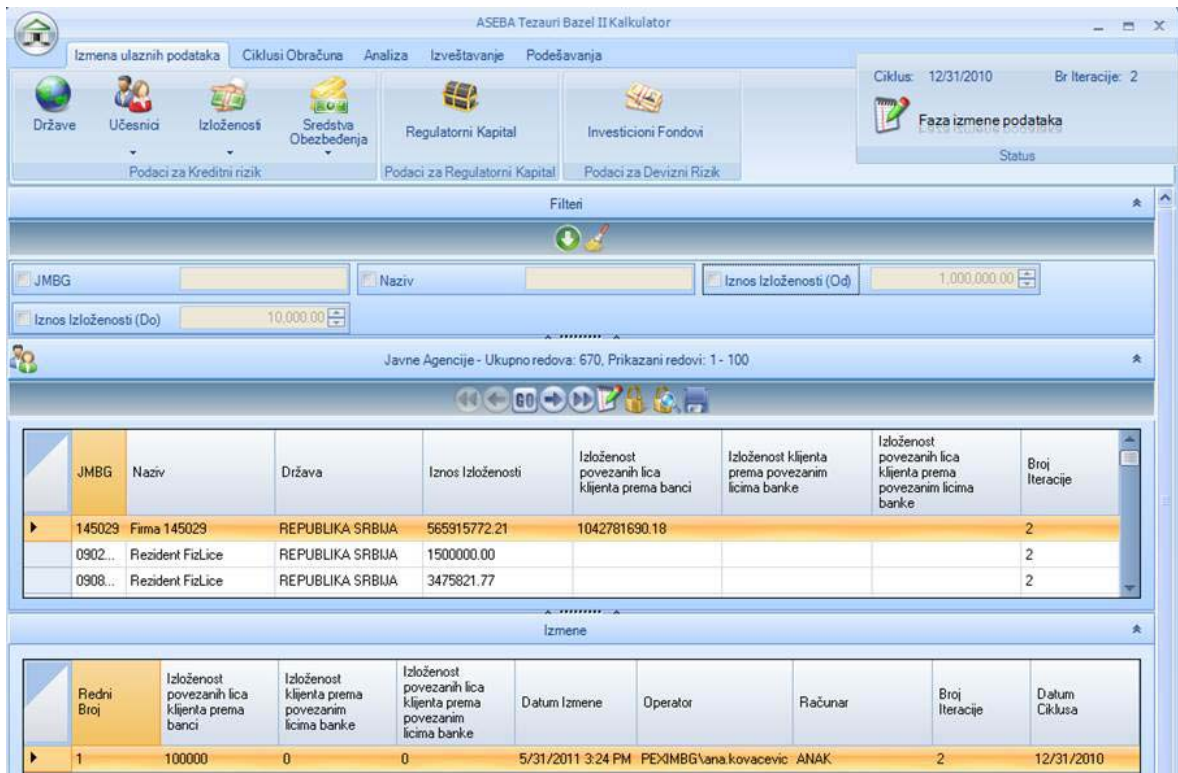 ASEBA Tezauri Bazel II Kalkulator
Izmena ulaznih podataka Ciklusi Obračuna Analiza Izveštavanje Podešavanja
Ciklus: 12/31/2010 Br Iteracije: 2
Faza izmene podataka
Status
Države Učesnici Izloženosti Sredstva Obezbeđenja Regulatorni Kapital Investicioni Fondovi
Podaci za Kreditni rizik Podaci za Regulatorni Kapital Podaci za Devizni Rizik
Filteri
JMBG Naziv Iznos Izloženosti (Od) 1,000,000.00
Iznos Izloženosti (Do) 10,000.00
Javne Agencije - Ukupno redova: 670, Prikazani redovi: 1 - 100
GO
JMBG Naziv Država Iznos Izloženosti Izloženost povezanih lica klijenta prema banci Izloženost klijenta prema povezanim licima banke Izloženost povezanih lica klijenta prema povezanim licima banke Broj Iteracije
145029 Firma 145029 REPUBLIKA SRBIJA 565915772.21 1042781690.18 2
0902... Rezident FizLice REPUBLIKA SRBIJA 1500000.00 2
0908... Rezident FizLice REPUBLIKA SRBIJA 3475821.77 2
Izmene
Redni Broj Izloženost povezanih lica klijenta prema banci Izloženost klijenta prema povezanim licima banke Izloženost povezanih lica klijenta prema povezanim licima banke Datum Izmene Operator Računar Broj Iteracije Datum Ciklusa
1 100000 0 0 5/31/2011 3:24 PM PEXIMBG\ana.kovacevic ANAK 2 12/31/2010